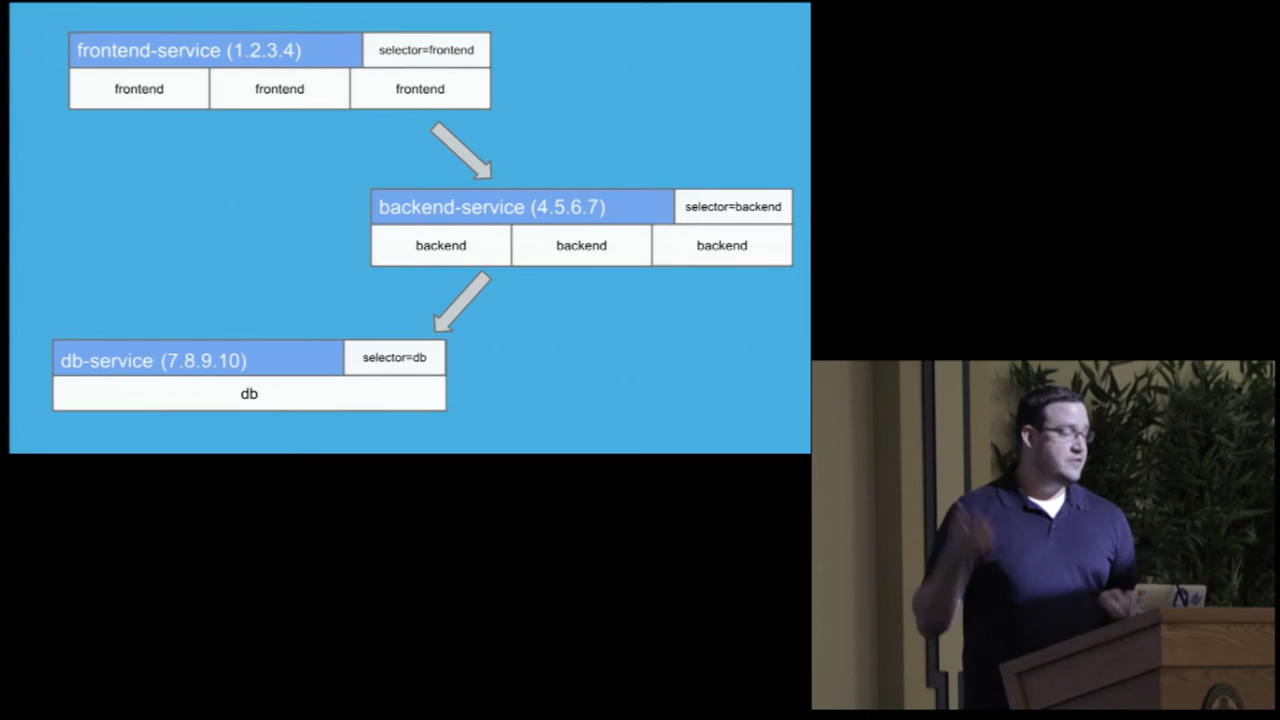 frontend-service (1.2.3.4)
selector=frontend
frontend
frontend
frontend
backend-service (4.5.6.7)
selector=backend
backend
backend
backend
db-service (7.8.9.10)
selector=db
db